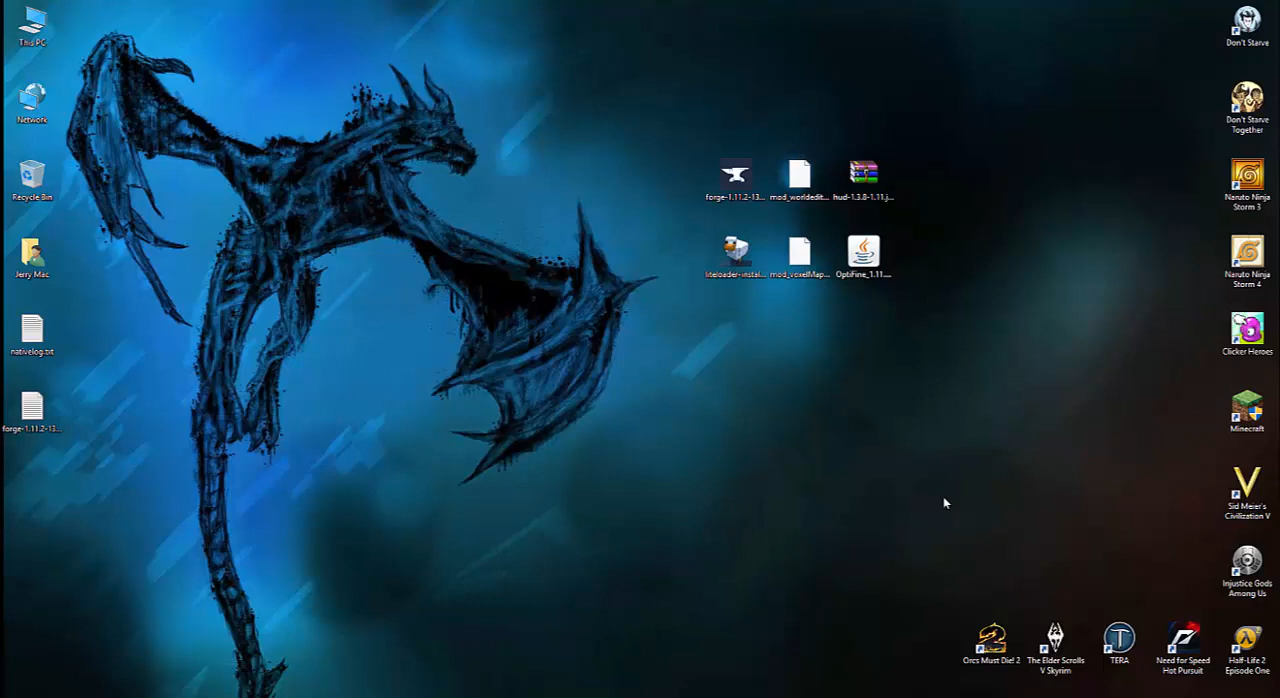 This PC
Network
Recycle Bin
Jerry Mac
nativelog.txt
forge-1.11.2-13...
forge-1.11.2-13...
mod_worldedit...
hud-1.3.8-1.11.j...
liteloader-instal...
mod_voxelMap...
OptiFine_1.11....
Don't Starve
Don't Starve
Together
Naruto Ninja
Storm 3
Naruto Ninja
Storm 4
Clicker Heroes
Minecraft
Sid Meier's
Civilization V
Injustice Gods
Among Us
Orcs Must Die! 2
The Elder Scrolls
V Skyrim
TERA
Need for Speed
Hot Pursuit
Half-Life 2
Episode One